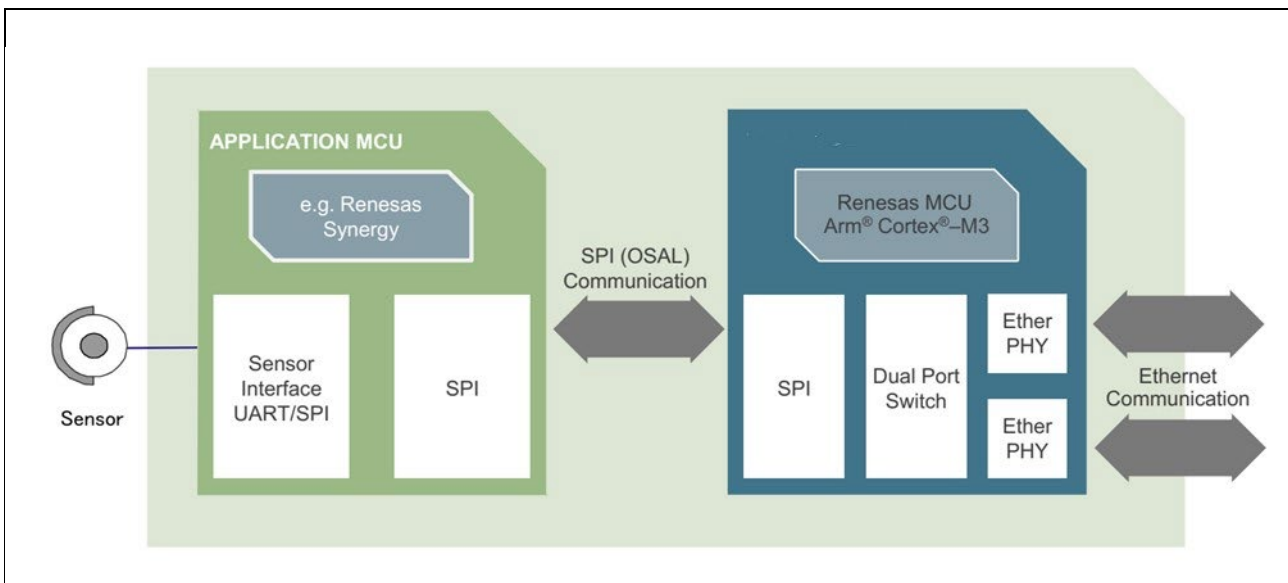 APPLICATION MCU
e.g. Renesas
Synergy
Sensor
Interface
UART/SPI
SPI
Sensor
SPI (OSAL)
Communication
Renesas MCU
Arm® Cortex®–M3
SPI
Dual Port
Switch
Ether
PHY
Ether
PHY
Ethernet
Communication